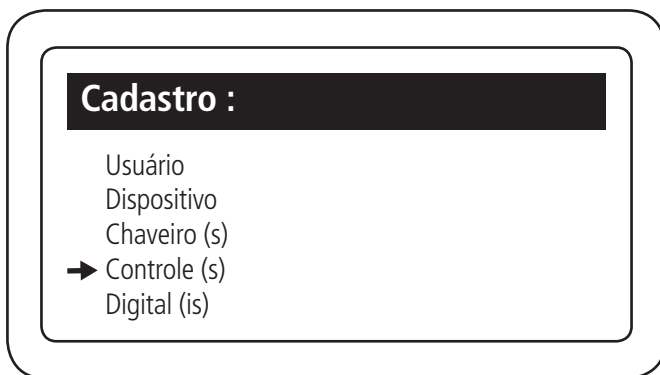 Cadastro :
Usuário
Dispositivo
Chaveiro (s)
Controle (s)
Digital (is)